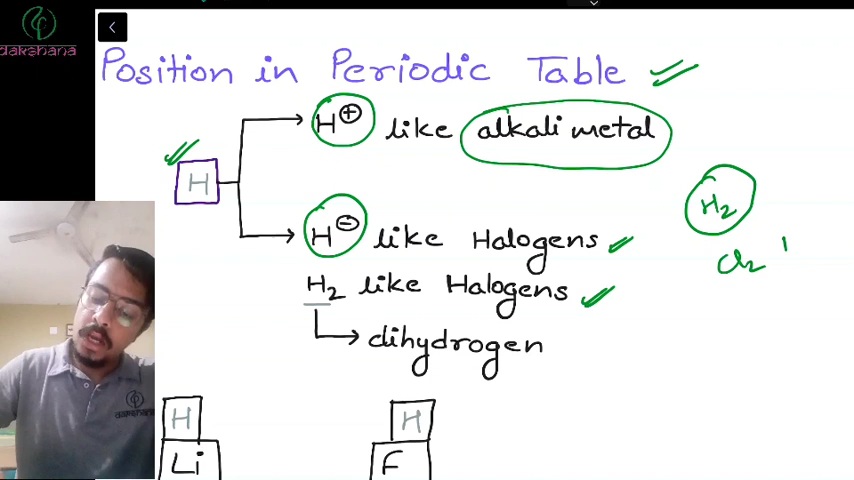 dakshana
Position in Periodic Table
H⊕ like alkali metal
H
H2
H⊖ like Halogens
Cl2
H2 like Halogens
dihydrogen
H H
Li F